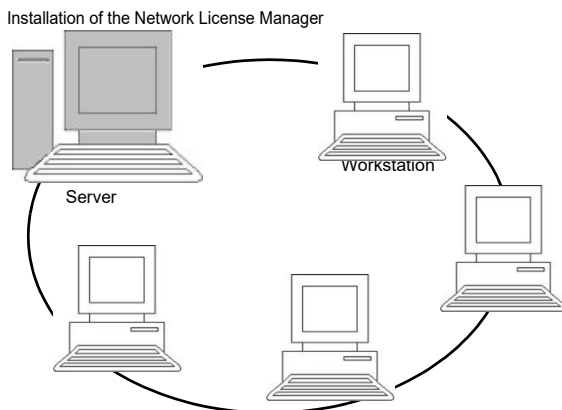 Installation of the Network License Manager
Workstation
Server